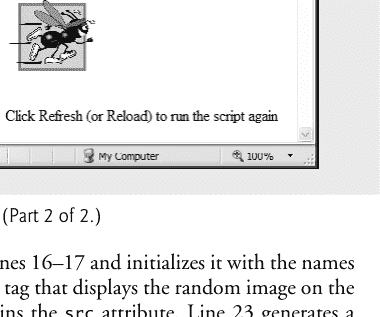 Click Refresh (or Reload) to run the script again
My Computer 100%
(Part 2 of 2.)
nes 16–17 and initializes it with the names
tag that displays the random image on the
ins the src attribute. Line 23 generates a